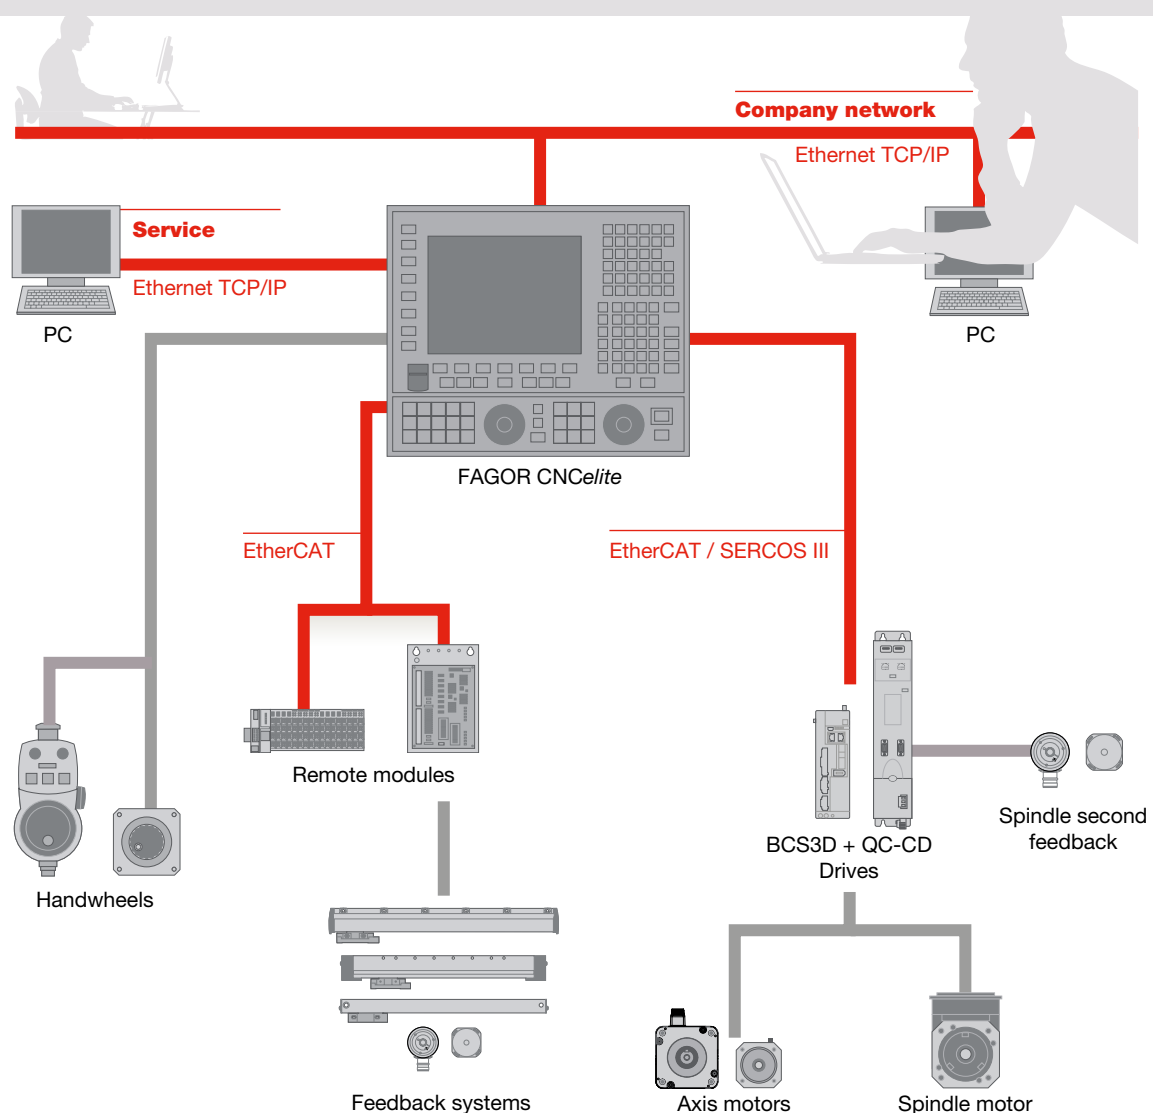 Company network
Ethernet TCP/IP
Service
Ethernet TCP/IP
PC
PC
FAGOR CNCelite
EtherCAT
EtherCAT / SERCOS III
Remote modules
Spindle second
feedback
BCS3D + QC-CD
Drives
Handwheels
Feedback systems
Axis motors
Spindle motor